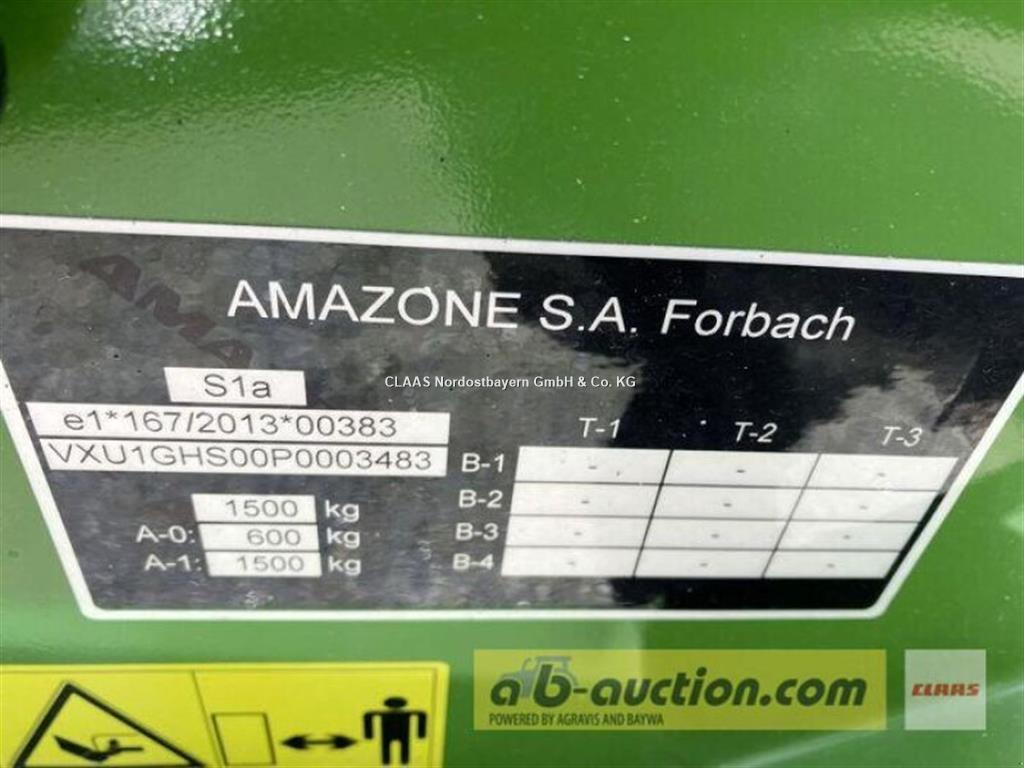 AMA
AMAZONE S.A. Forbach
CLAAS Nordostbayern GmbH & Co. KG
S1a
e1*167/2013*00383
VXU1GHS00P0003483
1500 kg
A-0: 600 kg
A-1: 1500 kg
T-1 T-2 T-3
B-1 - - -
B-2 - - -
B-3 - - -
B-4 - - -
ab-auction.com
POWERED BY AGRAVIS AND BAYWA
CLAAS